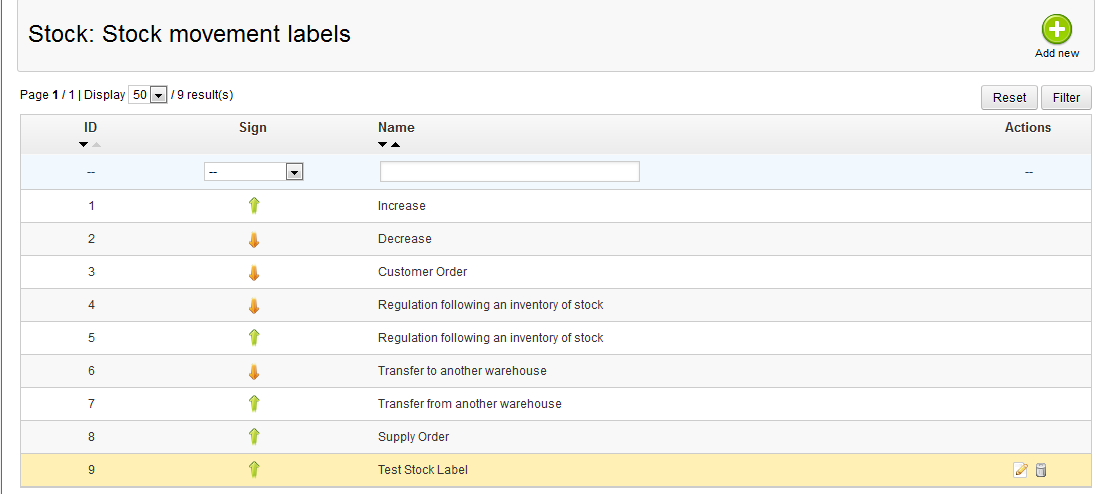 Stock: Stock movement labels
Add new
Page 1 / 1 | Display 50 / 9 result(s)
Reset Filter
ID Sign Name Actions
-- -- --
1 Increase
2 Decrease
3 Customer Order
4 Regulation following an inventory of stock
5 Regulation following an inventory of stock
6 Transfer to another warehouse
7 Transfer from another warehouse
8 Supply Order
9 Test Stock Label